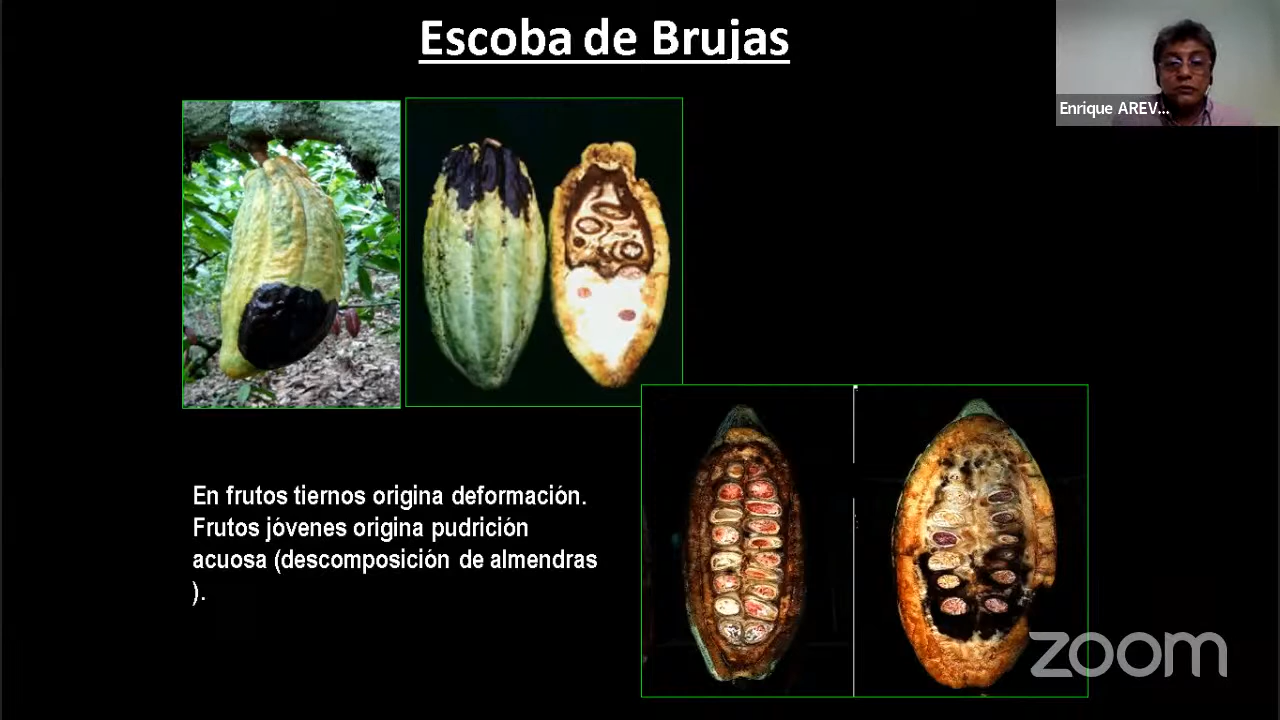 Escoba de Brujas
Enrique AREV...
En frutos tiernos origina deformación.
Frutos jóvenes origina pudrición
acuosa (descomposición de almendras
).
zoom